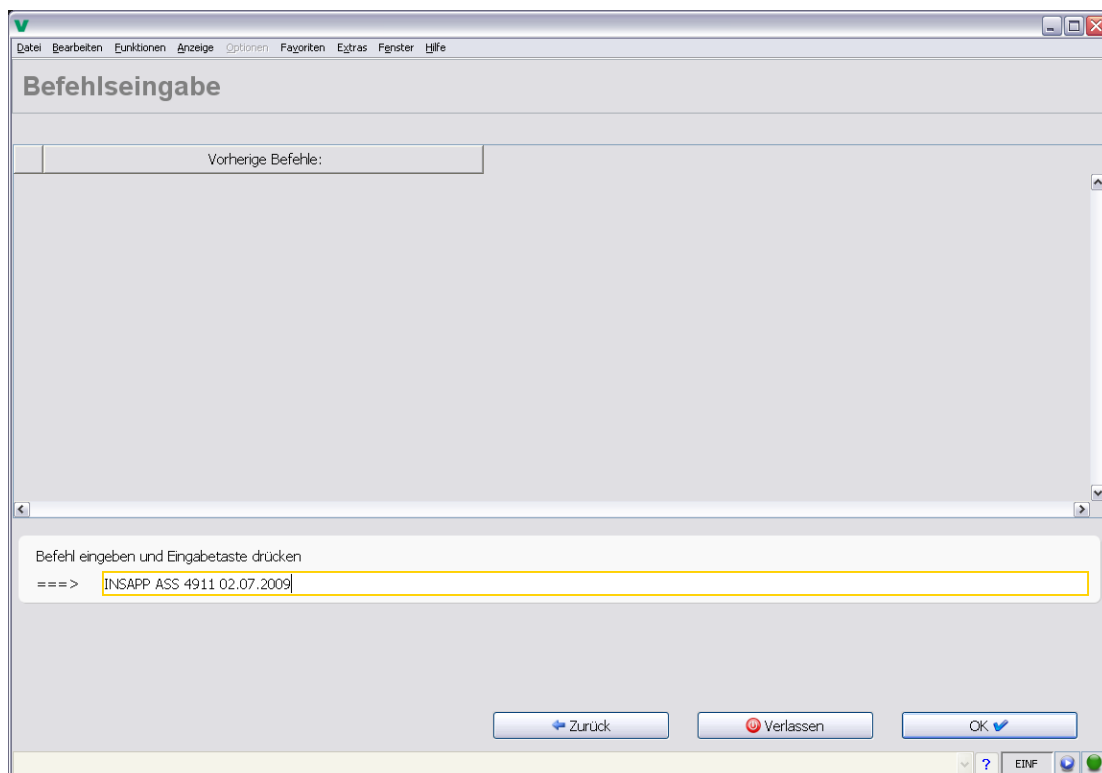 V
Datei Bearbeiten Funktionen Anzeige Optionen Favoriten Extras Fenster Hilfe
Befehlseingabe
Vorherige Befehle:
Befehl eingeben und Eingabetaste drücken
===> INSAPP ASS 4911 02.07.2009
Zurück Verlassen OK
? EINF